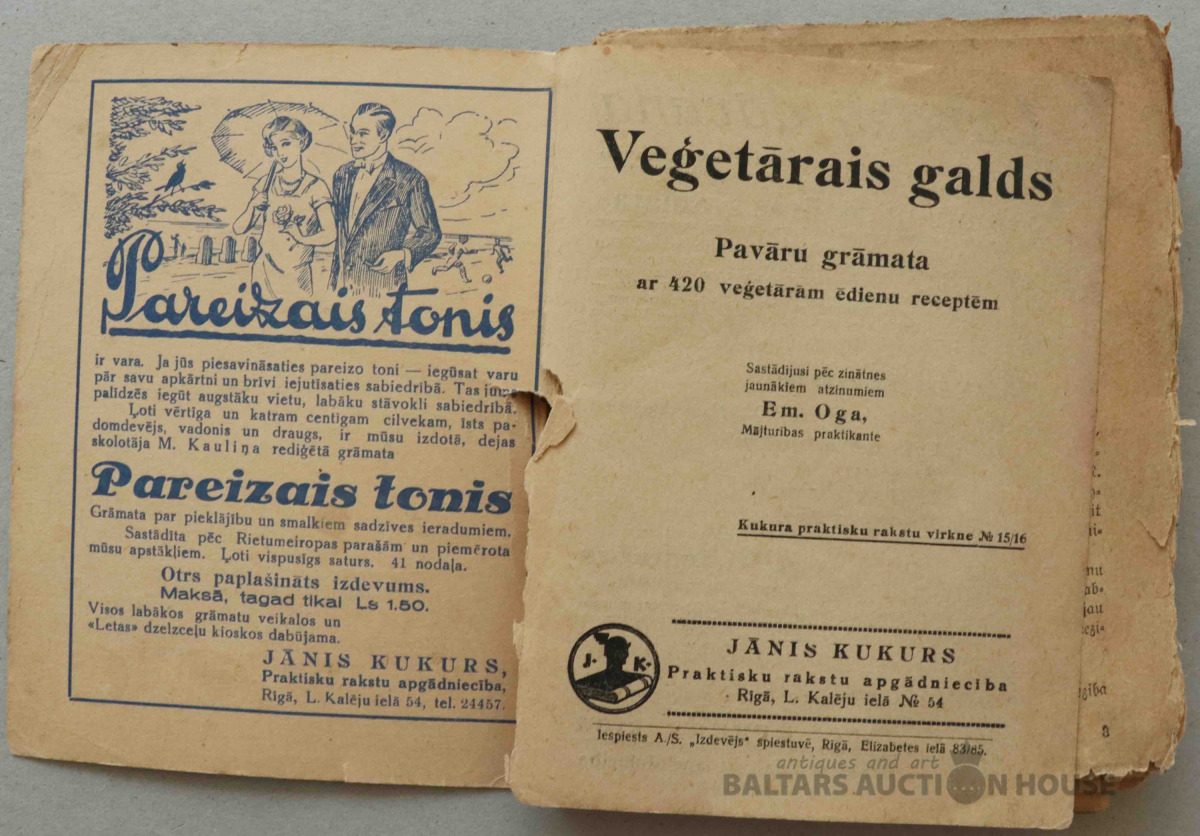 Pareizais tonis
ir vara. Ja jūs piesavināsaties pareizo toni — iegūsat varu
pār savu apkārtni un brīvi iejutīsaties sabiedrībā. Tas jums
palīdzēs iegūt augstāku vietu, labāku stāvokli sabiedrībā.
Ļoti vērtīga un katram centīgam cilvekam, īsts pa-
domdevējs, vadonis un draugs, ir mūsu izdotā, dejas
skolotāja M. Kauliņa rediģētā grāmata
Pareizais tonis
Grāmata par pieklājību un smalkiem sadzīves ieradumiem.
Sastādīta pēc Rietumeiropas parašām un piemērota
mūsu apstākļiem. Ļoti vispusīgs saturs. 41 nodaļa.
Otrs paplašināts izdevums.
Maksā, tagad tikai Ls 1.50.
Visos labākos grāmatu veikalos un
«Letas» dzelzceļu kioskos dabūjama.
JĀNIS KUKURS,
Praktisku rakstu apgādniecība,
Rīgā, L. Kalēju ielā 54, tel. 24457.
Veģetārais galds
Pavāru grāmata
ar 420 veģetārām ēdienu receptēm
Sastādījusi pēc zinātnes
jaunākiem atzinumiem
Em. Oga,
Mājturības praktikante
Kukura praktisku rakstu virkne № 15/16
J. K.
JĀNIS KUKURS
Praktisku rakstu apgādniecība
Rīgā, L. Kalēju ielā № 54
Iespiests A./S. „Izdevējs" spiestuvē, Rīgā, Elizabetes ielā 83/85.
8
antiques and art
BALTARS AUCTION HOUSE